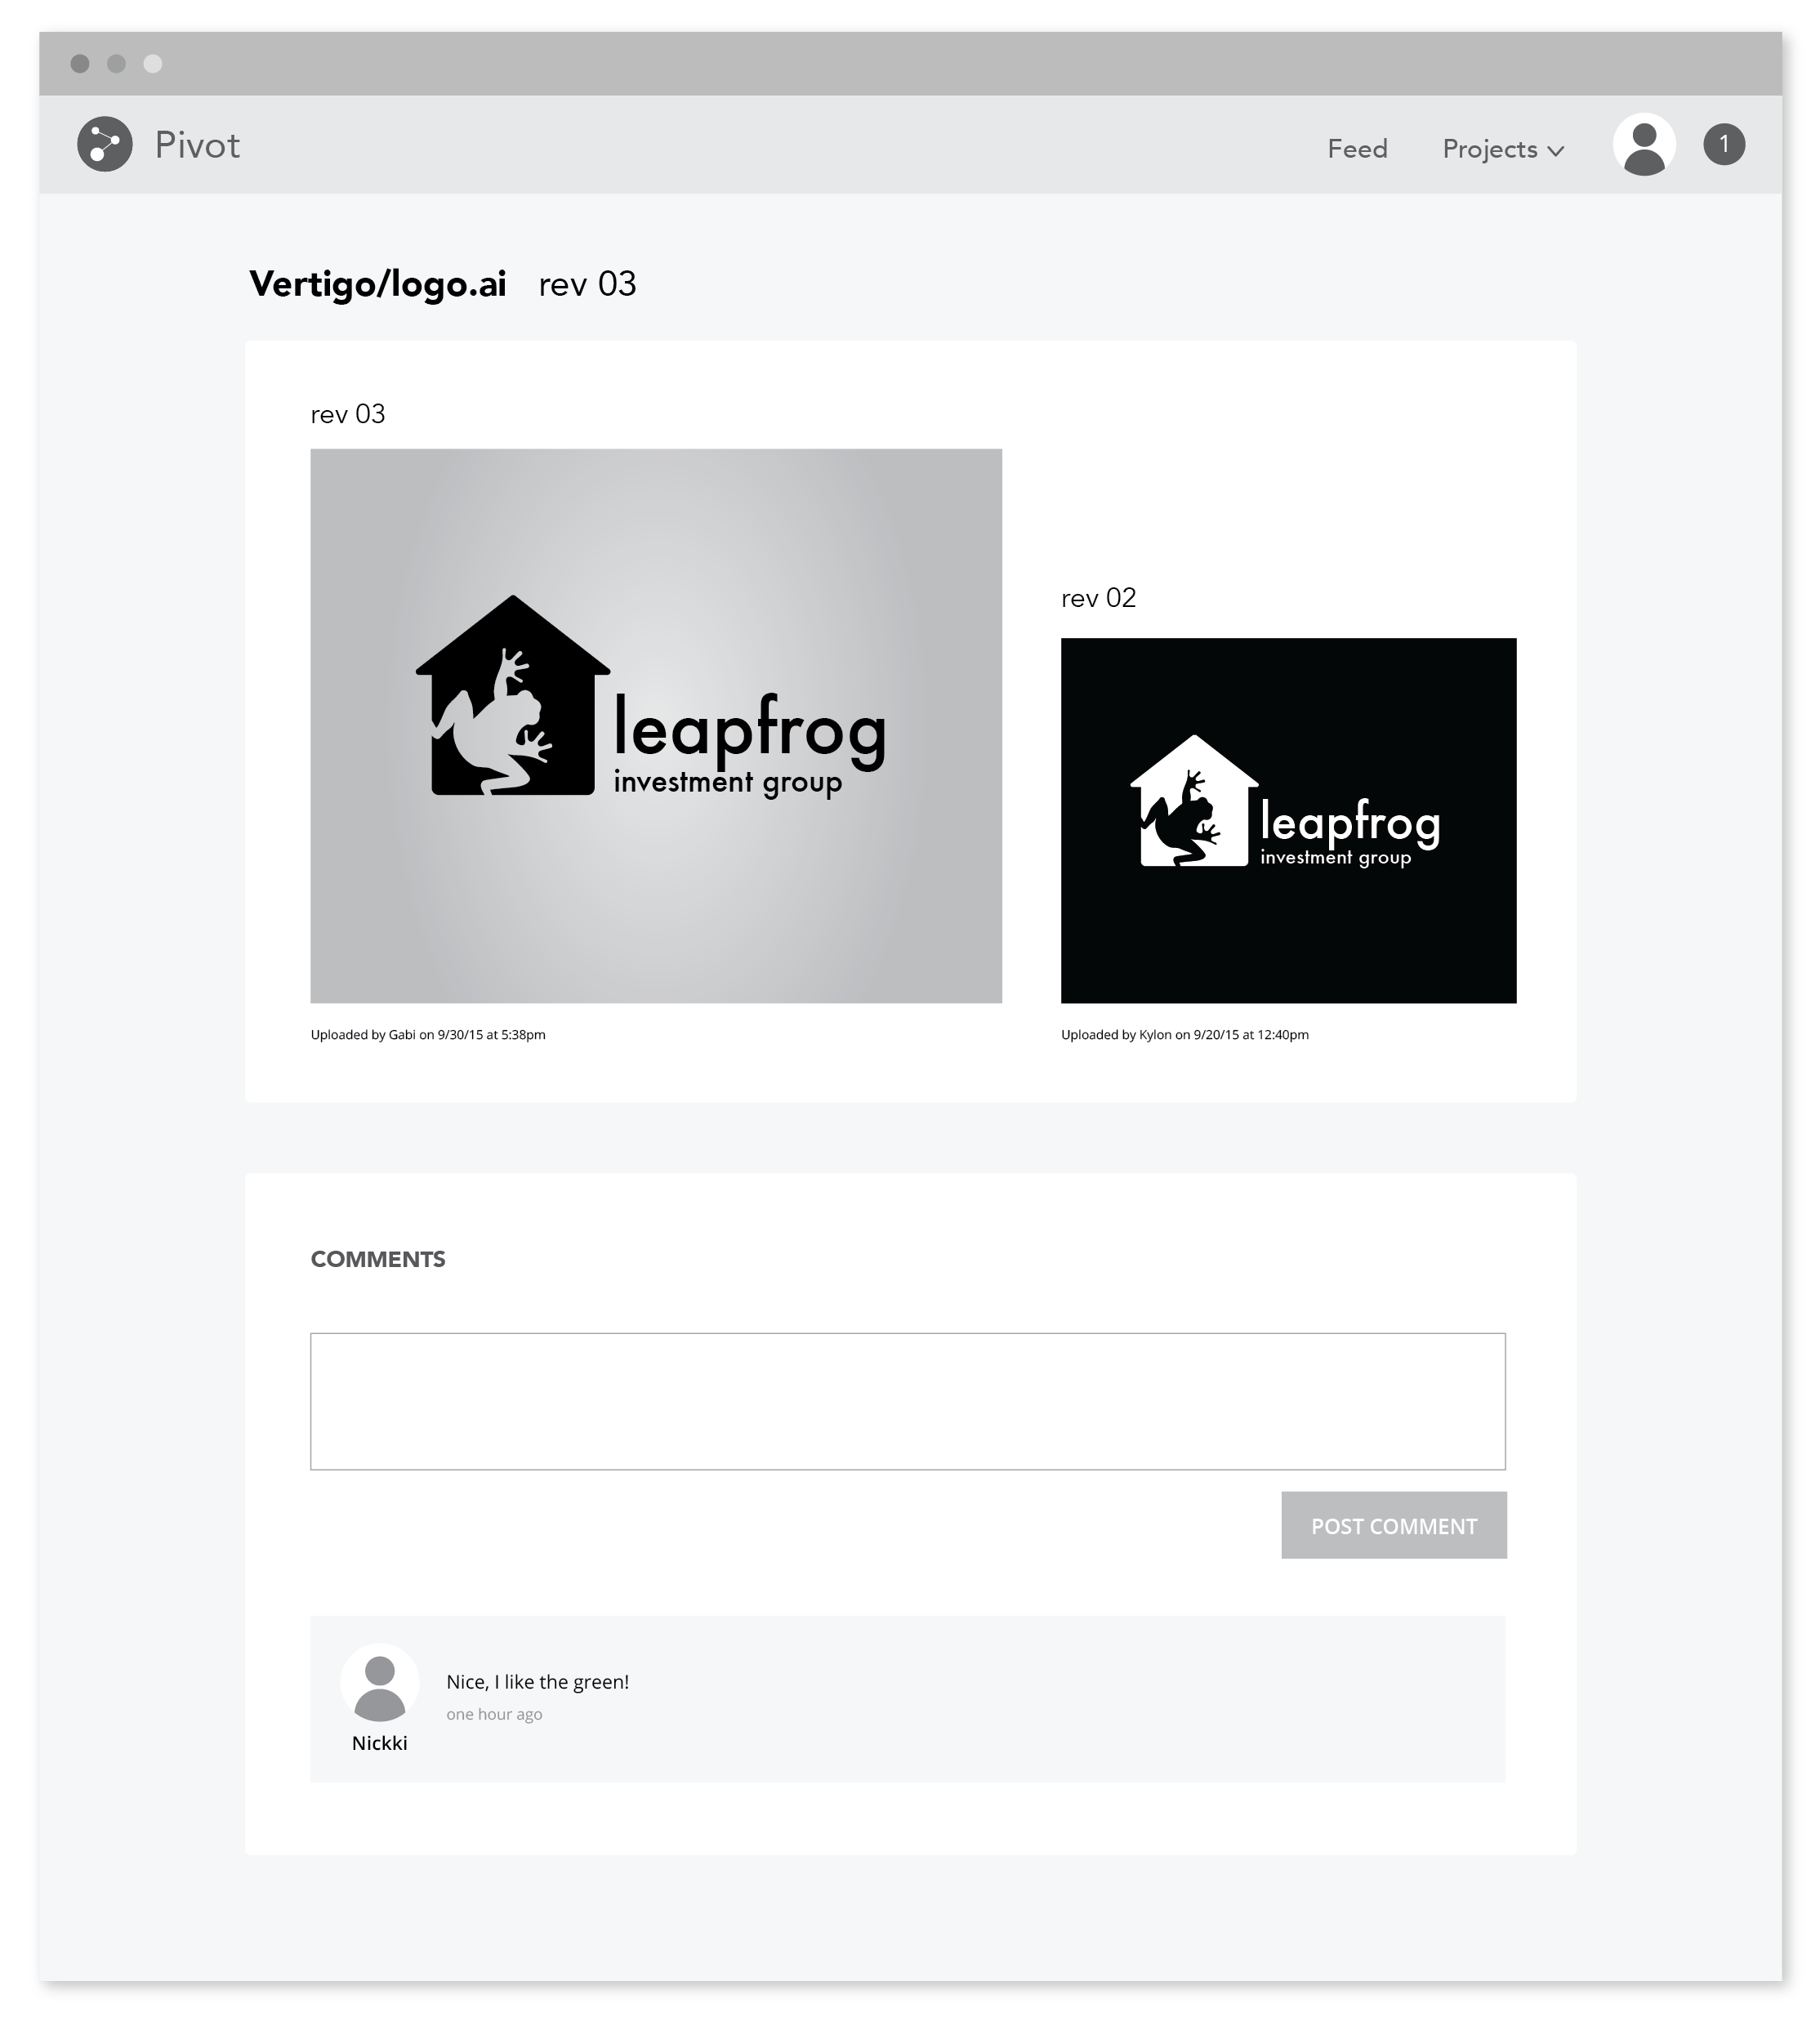 Pivot
Feed
Projects
1
Vertigo/logo.ai rev 03
rev 03
leapfrog
investment group
Uploaded by Gabi on 9/30/15 at 5:38pm
rev 02
leapfrog
investment group
Uploaded by Kylon on 9/20/15 at 12:40pm
COMMENTS
POST COMMENT
Nice, I like the green!
one hour ago
Nickki